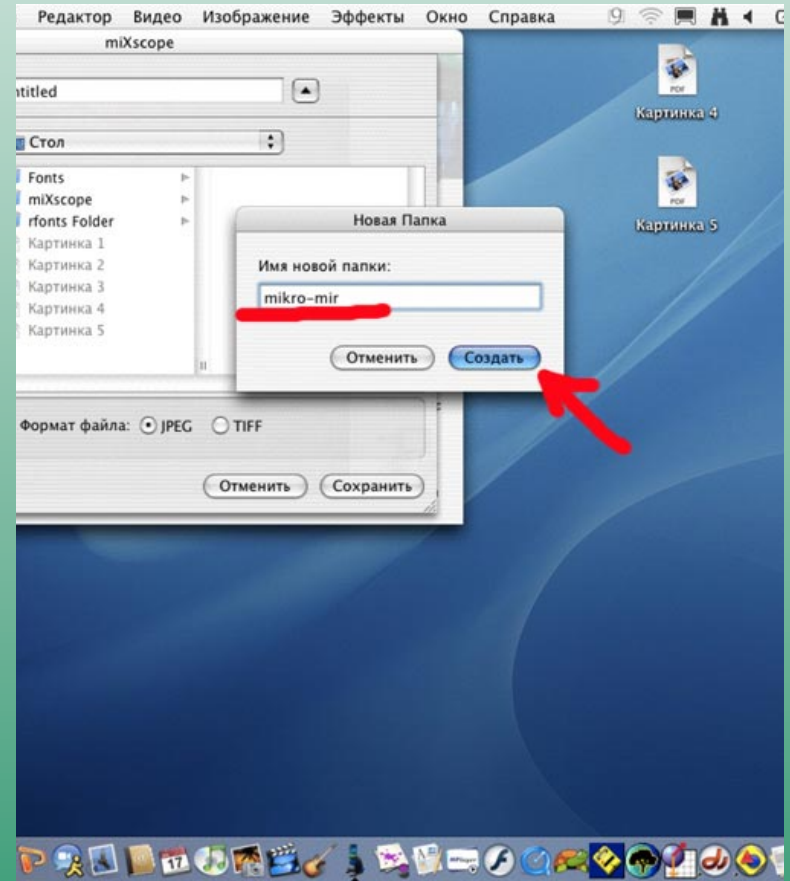 Редактор Видео Изображение Эффекты Окно Справка
miXscope
ntitled
Стол
Fonts
miXscope
rfonts Folder
Картинка 1
Картинка 2
Картинка 3
Картинка 4
Картинка 5
Новая Папка
Имя новой папки:
mikro-mir
Отменить Создать
Формат файла: JPEG TIFF
Отменить Сохранить
PDF
Картинка 4
PDF
Картинка 5
17